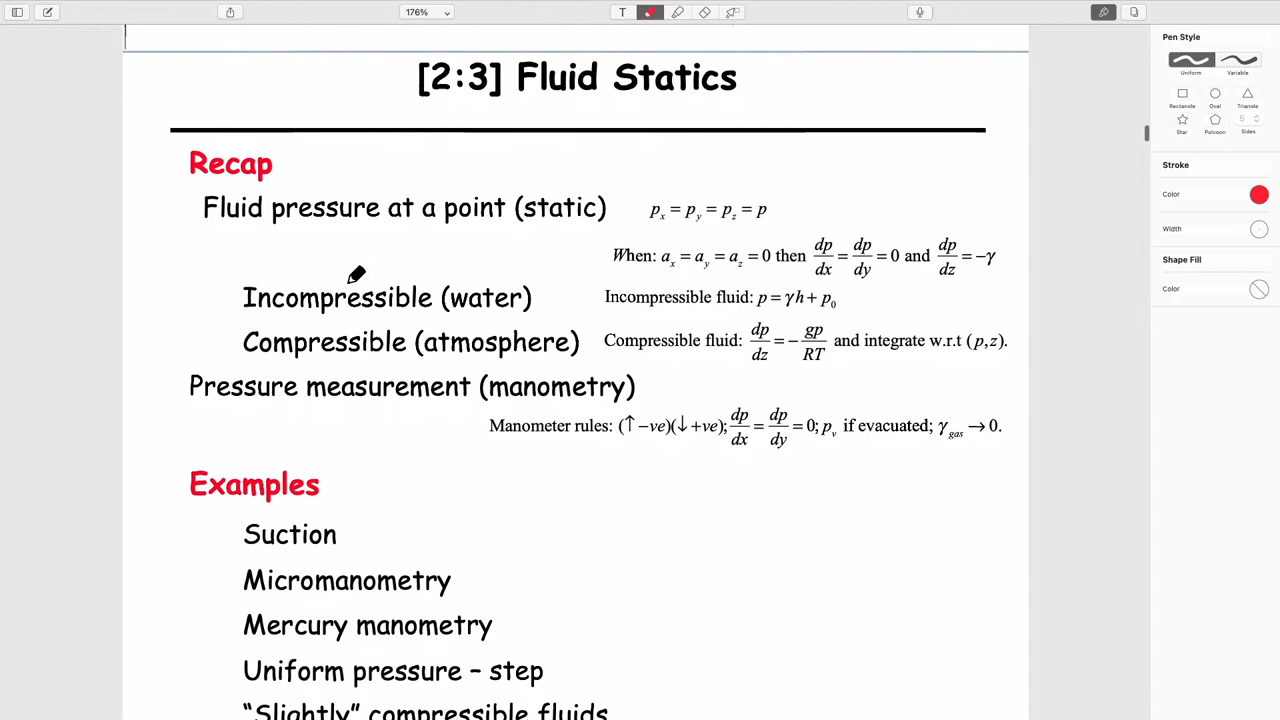 176%
T
[2:3] Fluid Statics
Recap
Fluid pressure at a point (static) p_x = p_y = p_z = p
When: a_x = a_y = a_z = 0 then dp/dx = dp/dy = 0 and dp/dz = −γ
Incompressible (water) Incompressible fluid: p = γh + p_0
Compressible (atmosphere) Compressible fluid: dp/dz = − gp/RT and integrate w.r.t (p,z).
Pressure measurement (manometry)
Manometer rules: (↑ −ve)(↓ +ve); dp/dx = dp/dy = 0; p_v if evacuated; γ_gas → 0.
Examples
Suction
Micromanometry
Mercury manometry
Uniform pressure – step
“Slightly” compressible fluids
Pen Style
Uniform Variable
Rectangle Oval Triangle
5
Star Polygon Sides
Stroke
Color
Width
Shape Fill
Color